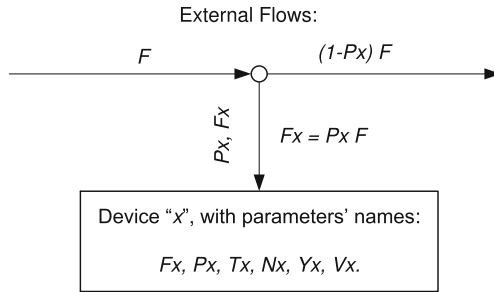 External Flows:
F
(1-Px) F
Px, Fx
Fx = Px F
Device “x”, with parameters’ names:
Fx, Px, Tx, Nx, Yx, Vx.